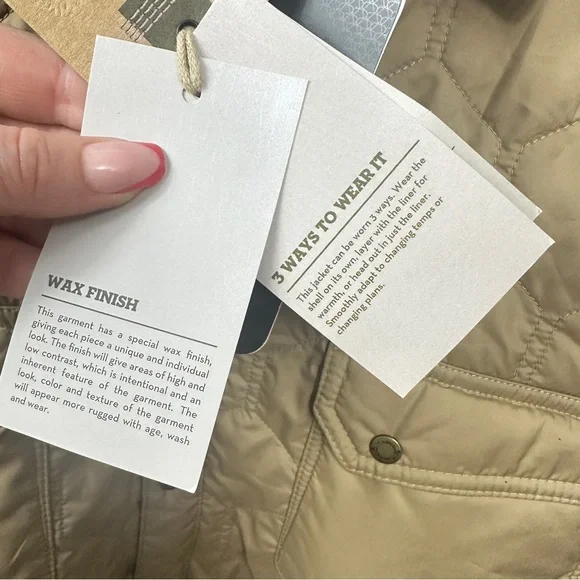 WAX FINISH
This garment has a special wax finish,
giving each piece a unique and individual
look. The finish will give areas of high and
low contrast, which is intentional and an
inherent feature of the garment. The
look, color and texture of the garment
will appear more rugged with age, wash
and wear.
3 WAYS TO WEAR IT
This jacket can be worn 3 ways. Wear the
shell on its own, layer with the liner for
warmth, or head out in just the liner.
Smoothly adapt to changing temps or
changing plans.